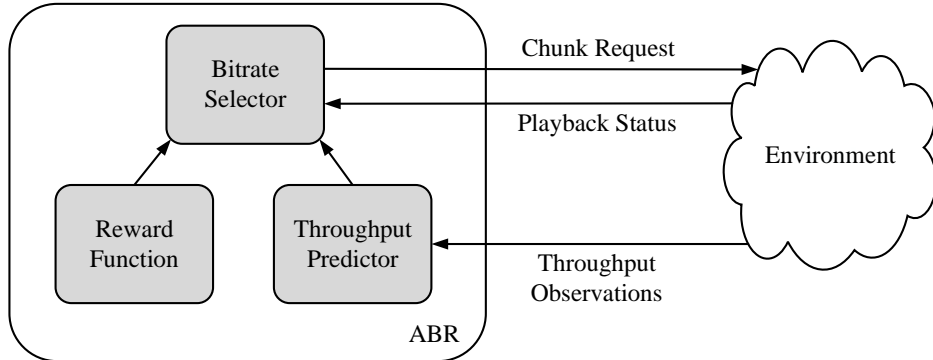 Bitrate
Selector
Chunk Request
Playback Status
Environment
Reward
Function
Throughput
Predictor
Throughput
Observations
ABR